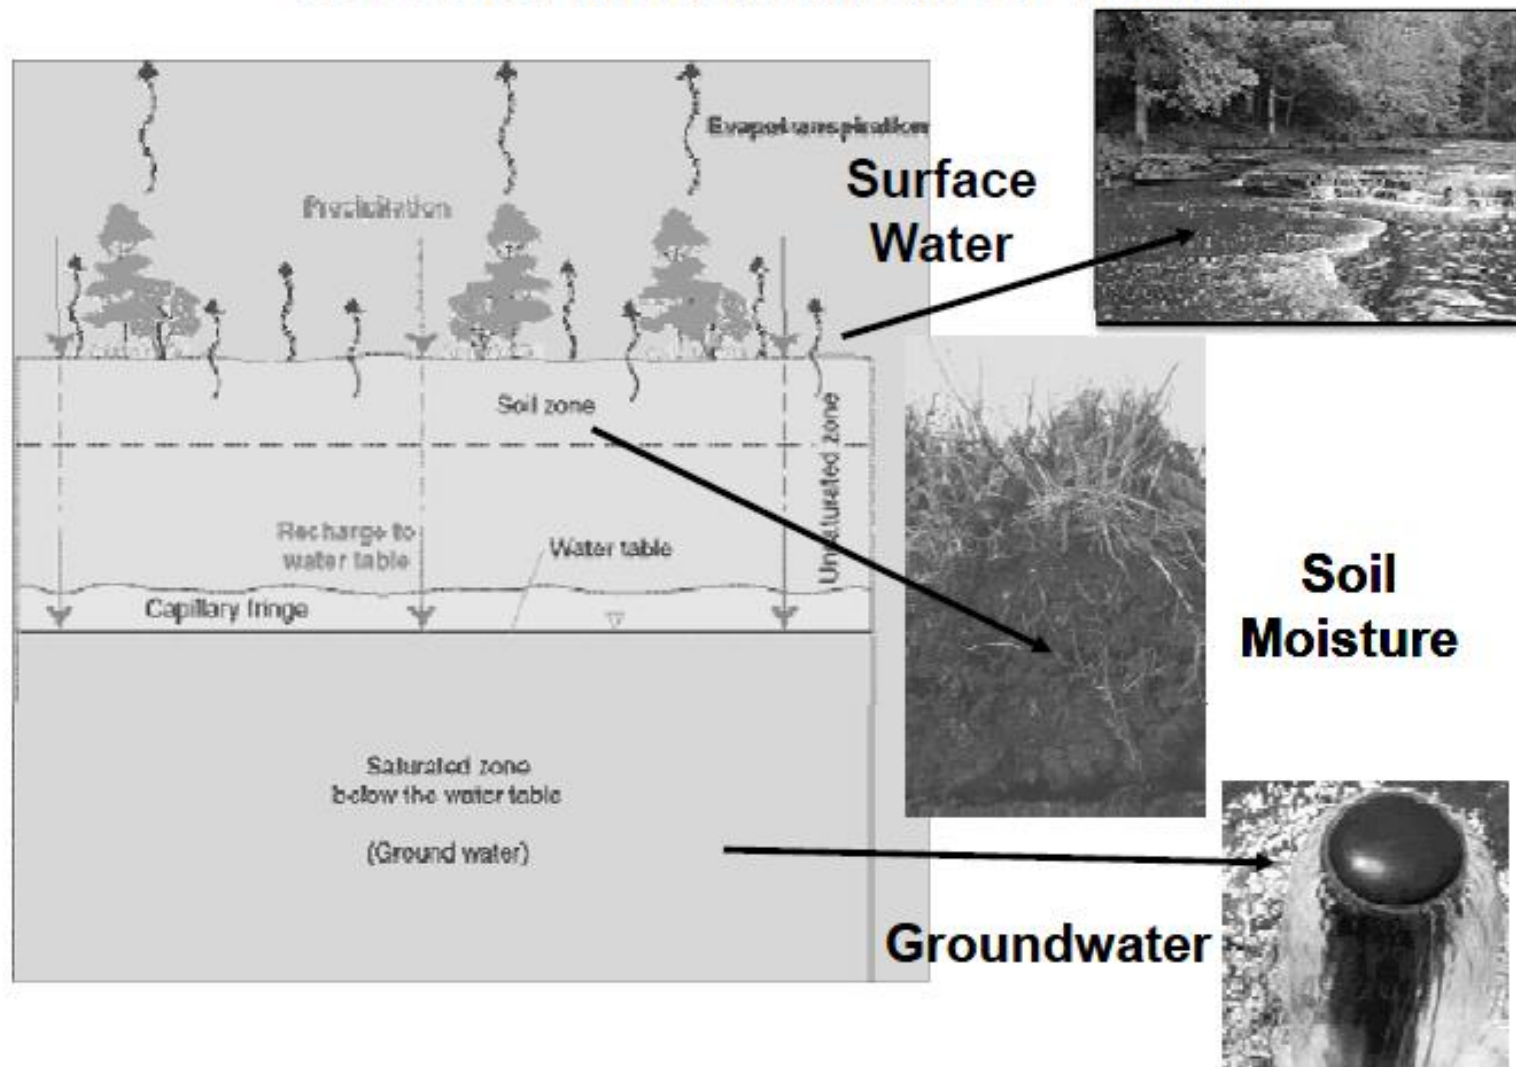 Evapotranspiration
Surface
Water
Precipitation
Soil zone
Unsaturated zone
Recharge to
water table
Water table
Capillary fringe
Soil
Moisture
Saturated zone
below the water table
(Ground water)
Groundwater